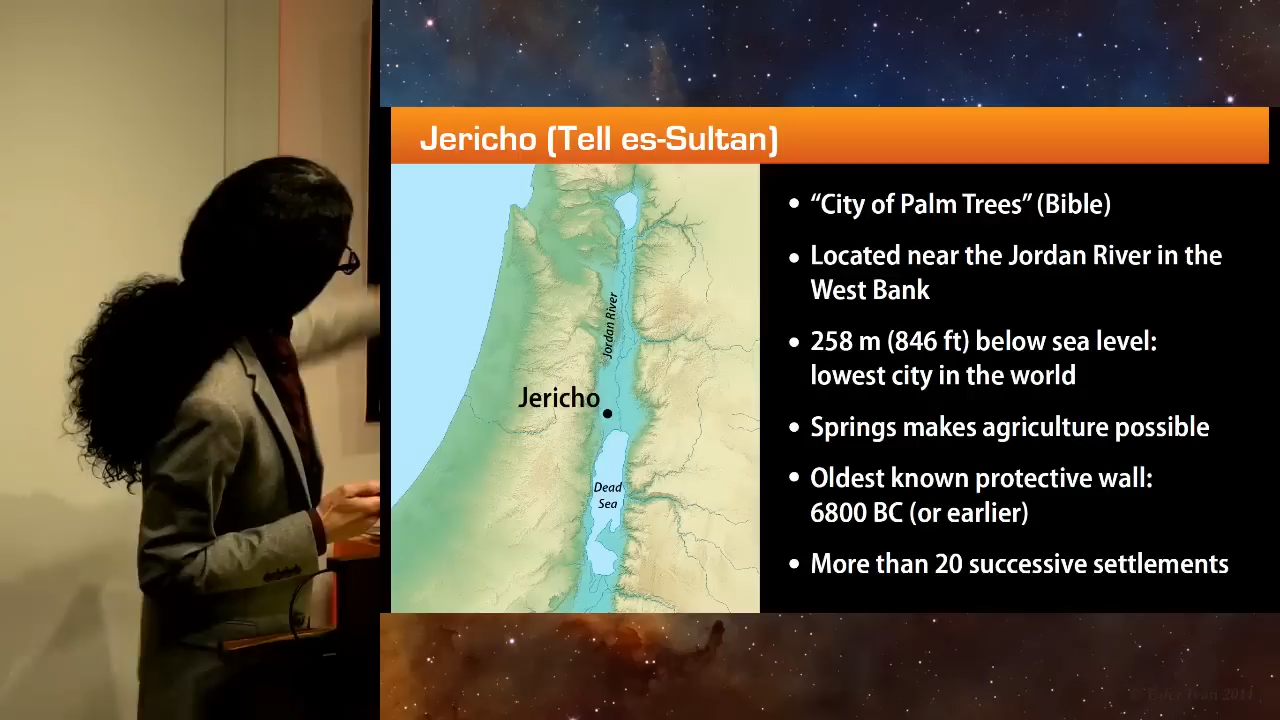 Jericho (Tell es-Sultan)
Jordan River
Jericho
Dead
Sea
• “City of Palm Trees” (Bible)
• Located near the Jordan River in the
West Bank
• 258 m (846 ft) below sea level:
lowest city in the world
• Springs makes agriculture possible
• Oldest known protective wall:
6800 BC (or earlier)
• More than 20 successive settlements